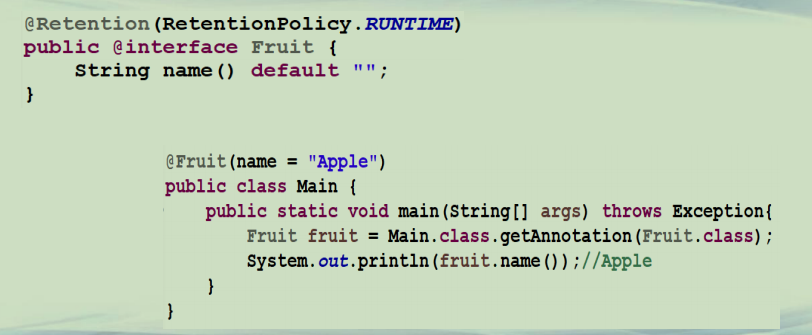 @Retention(RetentionPolicy.RUNTIME)
public @interface Fruit {
    String name() default "";
}
@Fruit(name = "Apple")
public class Main {
    public static void main(String[] args) throws Exception{
        Fruit fruit = Main.class.getAnnotation(Fruit.class);
        System.out.println(fruit.name());//Apple
    }
}